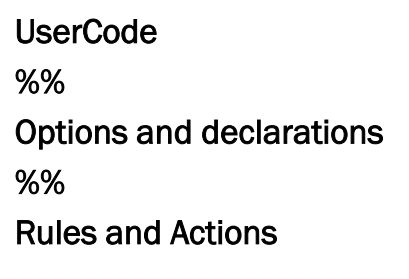 UserCode
%%
Options and declarations
%%
Rules and Actions